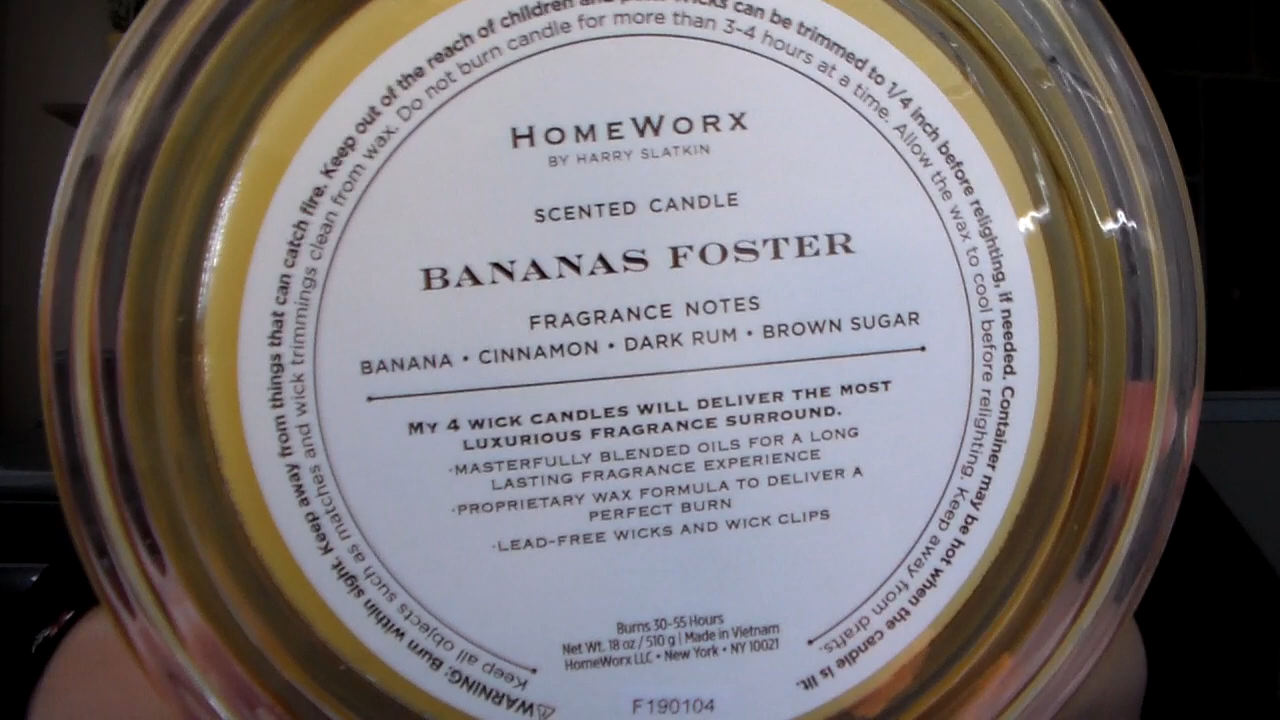 HOMEWORX
BY HARRY SLATKIN
SCENTED CANDLE
BANANAS FOSTER
FRAGRANCE NOTES
BANANA • CINNAMON • DARK RUM • BROWN SUGAR
MY 4 WICK CANDLES WILL DELIVER THE MOST
LUXURIOUS FRAGRANCE SURROUND.
·MASTERFULLY BLENDED OILS FOR A LONG
LASTING FRAGRANCE EXPERIENCE
·PROPRIETARY WAX FORMULA TO DELIVER A
PERFECT BURN
·LEAD-FREE WICKS AND WICK CLIPS
Burns 30-55 Hours
Net Wt. 18 oz / 510 g | Made in Vietnam
HomeWorx LLC • New York • NY 10021
F190104
⚠WARNING: Burn within sight. Keep away from things that can catch fire. Keep out of the reach of children and can be trimmed to 1/4 inch before relighting, if needed. Container may be hot when the candle is lit.
Keep all objects such as matches and wick trimmings clean from wax. Do not burn candle for more than 3-4 hours at a time. Allow the wax to cool before relighting. Keep away from drafts.